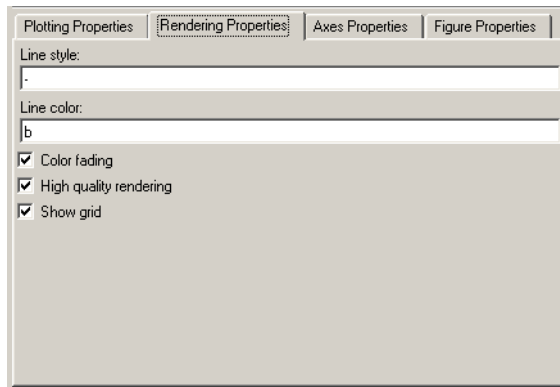 Plotting Properties Rendering Properties Axes Properties Figure Properties
Line style:
-
Line color:
b
Color fading
High quality rendering
Show grid